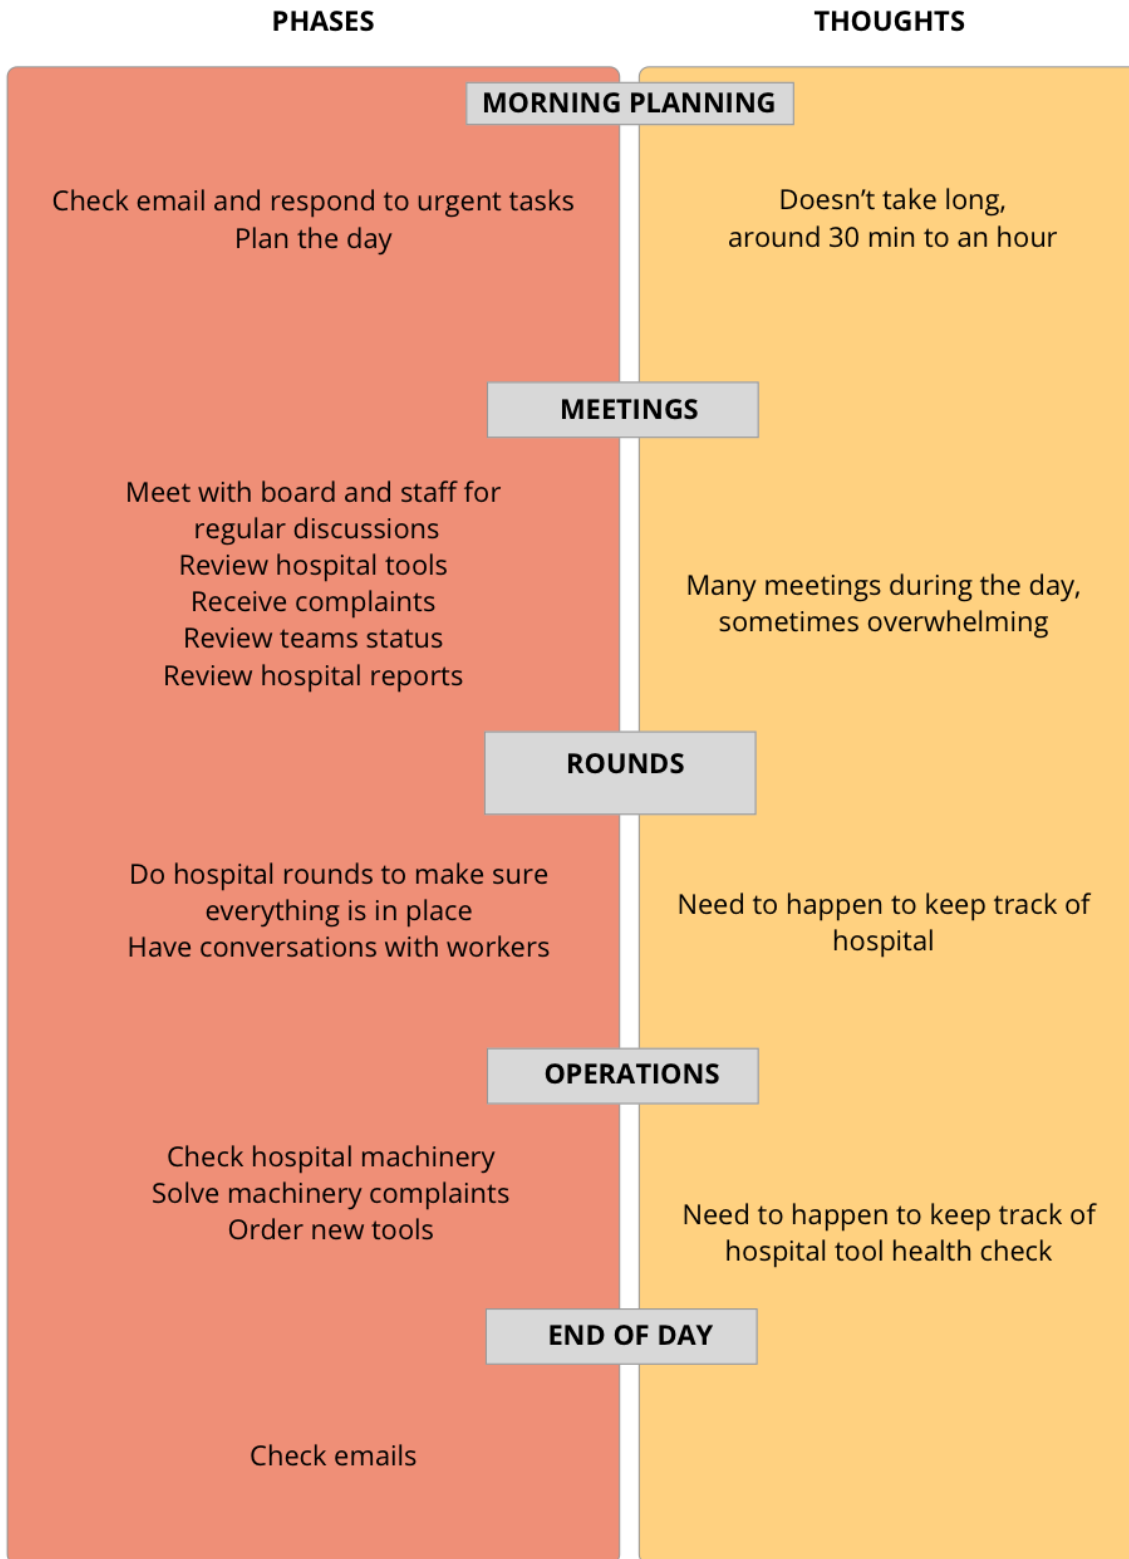 PHASES
THOUGHTS
MORNING PLANNING
Check email and respond to urgent tasks
Plan the day
Doesn’t take long,
around 30 min to an hour
MEETINGS
Meet with board and staff for
regular discussions
Review hospital tools
Receive complaints
Review teams status
Review hospital reports
Many meetings during the day,
sometimes overwhelming
ROUNDS
Do hospital rounds to make sure
everything is in place
Have conversations with workers
Need to happen to keep track of
hospital
OPERATIONS
Check hospital machinery
Solve machinery complaints
Order new tools
Need to happen to keep track of
hospital tool health check
END OF DAY
Check emails